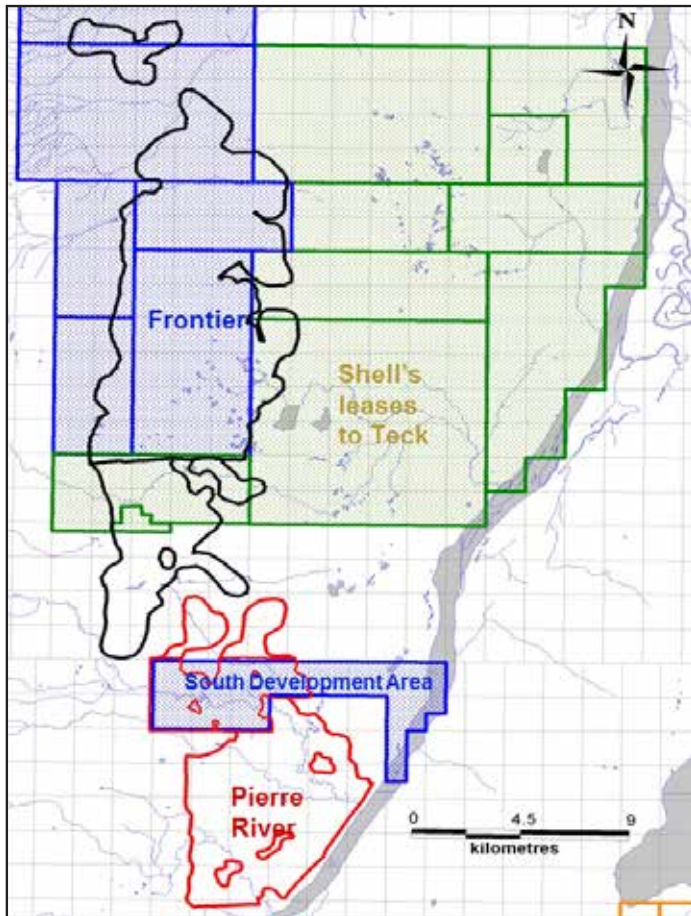 N
Frontier
Shell's
leases
to Teck
South Development Area
Pierre
River
0 4.5 9
kilometres